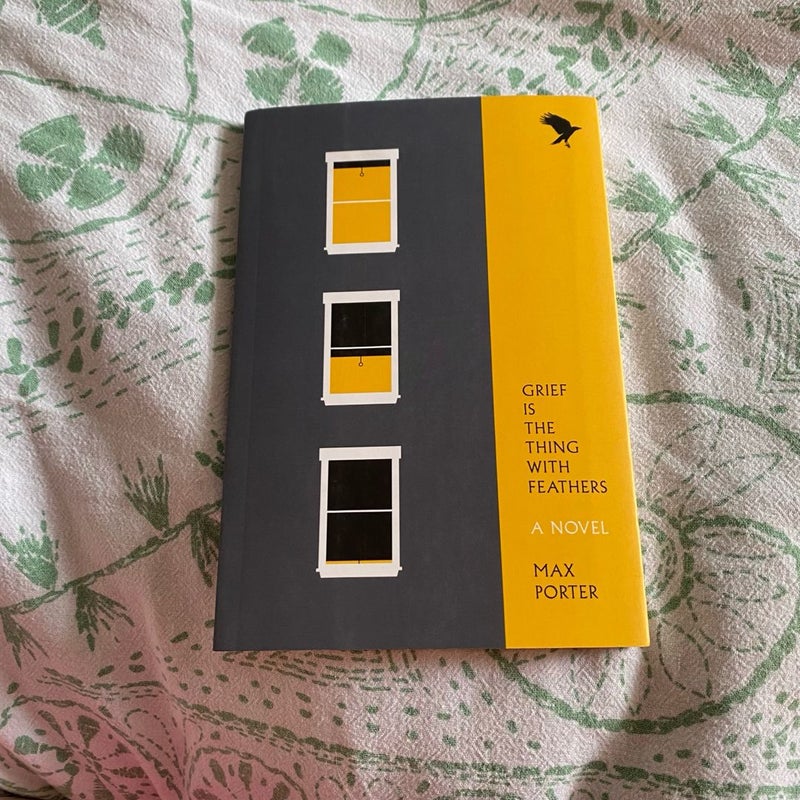 GRIEF
IS
THE
THING
WITH
FEATHERS
A NOVEL
MAX
PORTER